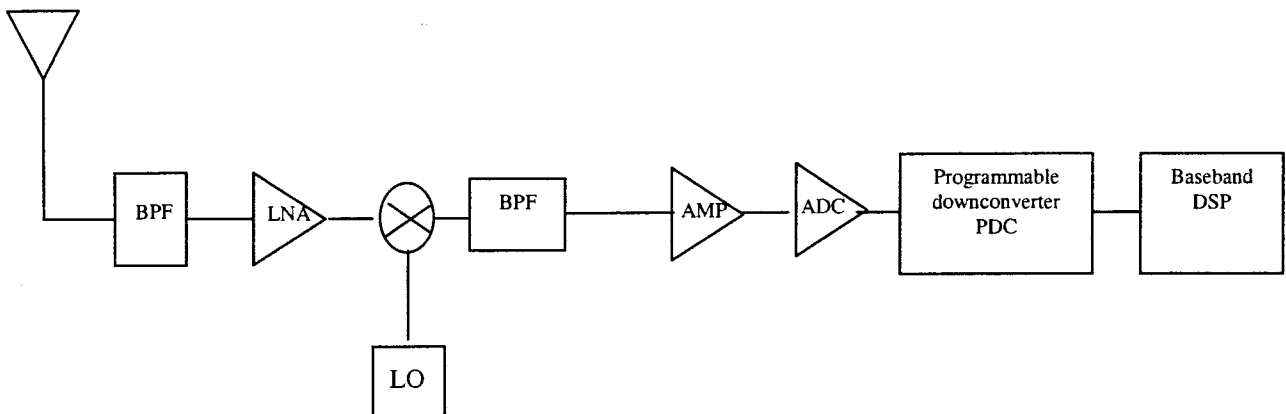 BPF
LNA
BPF
AMP
ADC
Programmable
downconverter
PDC
Baseband
DSP
LO